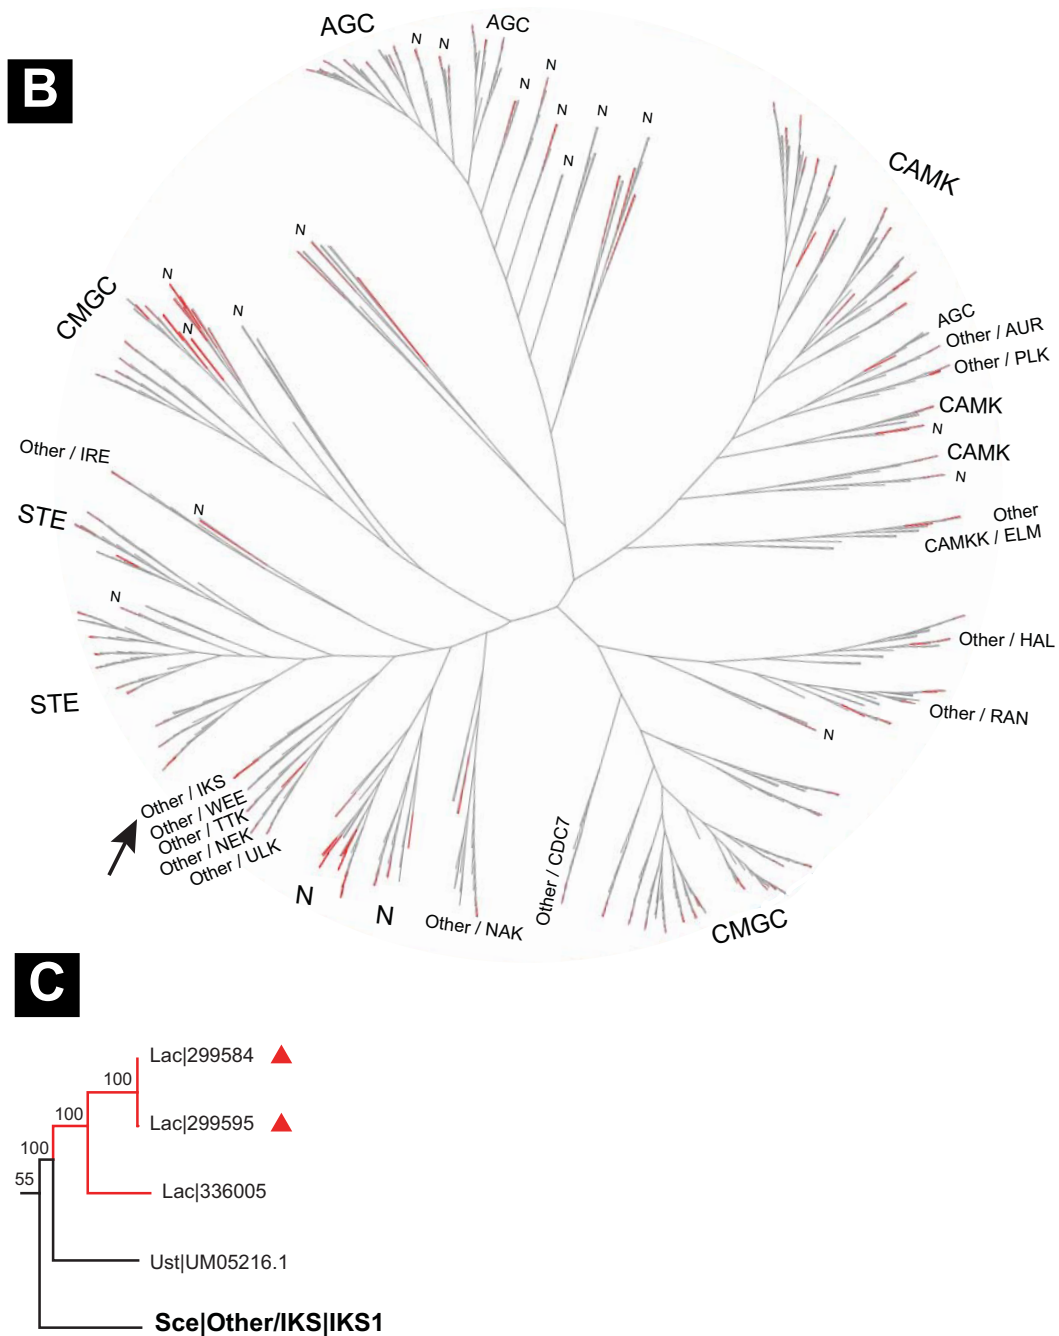 B
AGC
AGC
N
N
N
N
N
N
N
N
CAMK
N
CMGC
N
N
N
AGC
Other / AUR
Other / PLK
CAMK
N
CAMK
N
Other
CAMKK / ELM
Other / IRE
N
STE
N
STE
Other / HAL
Other / RAN
N
Other / IKS
Other / WEE
Other / TTK
Other / NEK
Other / ULK
N
N
Other / NAK
Other / CDC7
CMGC
C
Lac|299584
100
Lac|299595
100
Lac|336005
100
55
Ust|UM05216.1
Sce|Other/IKS|IKS1